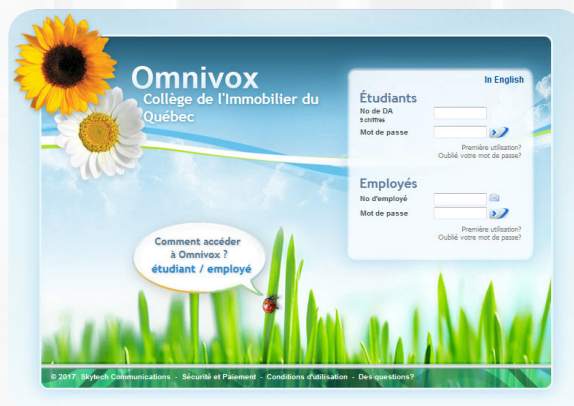 Omnivox
Collège de l'Immobilier du
Québec
In English
Étudiants
No de DA
9 chiffres
Mot de passe
Première utilisation?
Oublié votre mot de passe?
Employés
No d'employé
Mot de passe
Première utilisation?
Oublié votre mot de passe?
Comment accéder
à Omnivox ?
étudiant / employé
© 2017 Skytech Communications - Sécurité et Paiement - Conditions d'utilisation - Des questions?